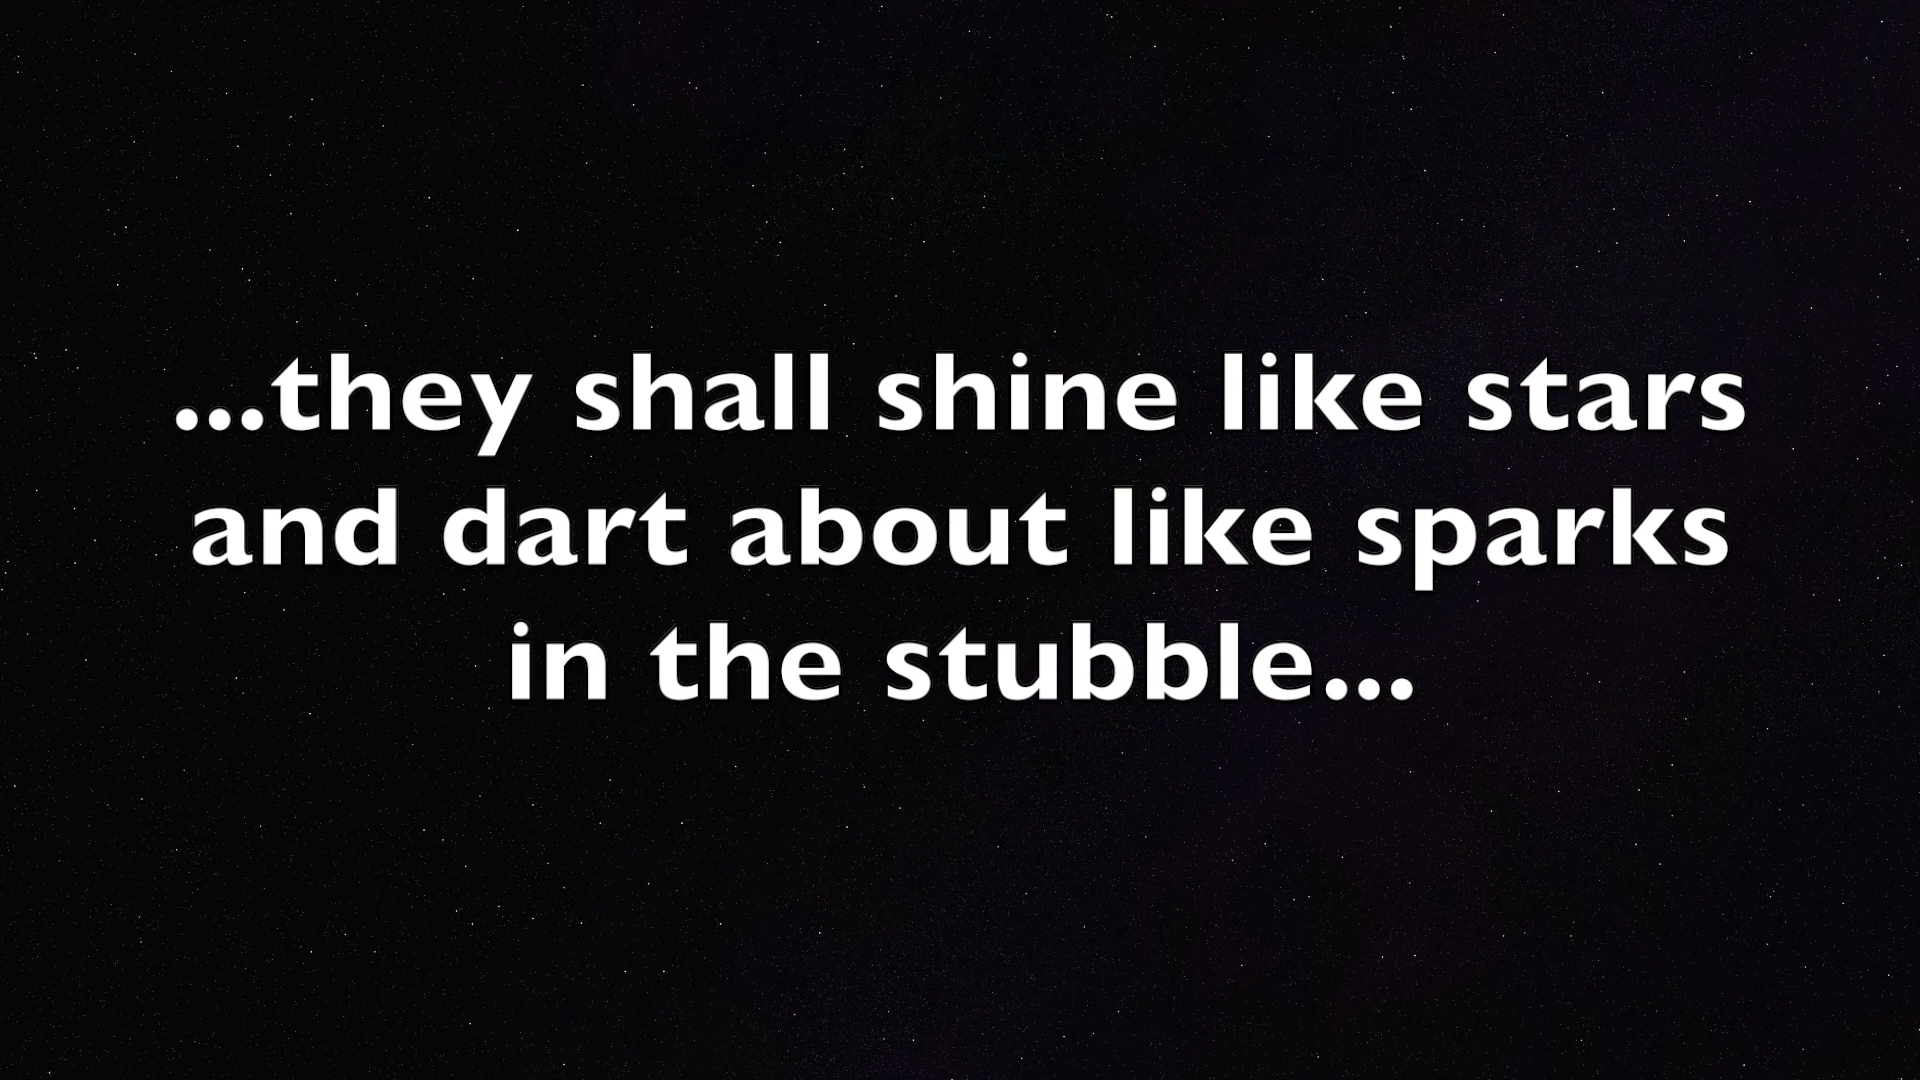 ...they shall shine like stars
and dart about like sparks
in the stubble...